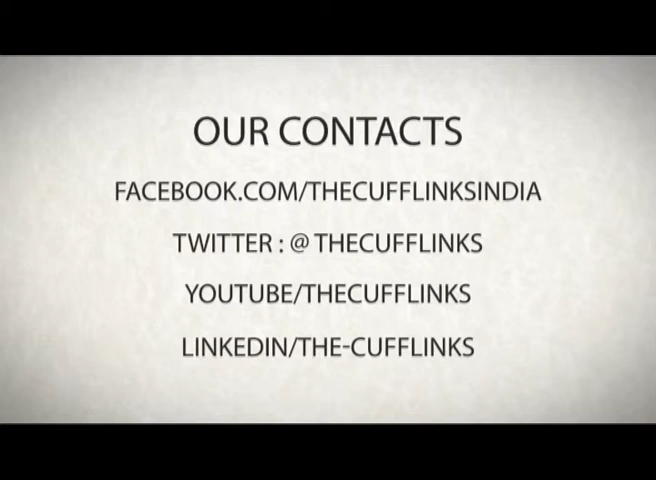 OUR CONTACTS
FACEBOOK.COM/THECUFFLINKSINDIA
TWITTER : @ THECUFFLINKS
YOUTUBE/THECUFFLINKS
LINKEDIN/THE-CUFFLINKS